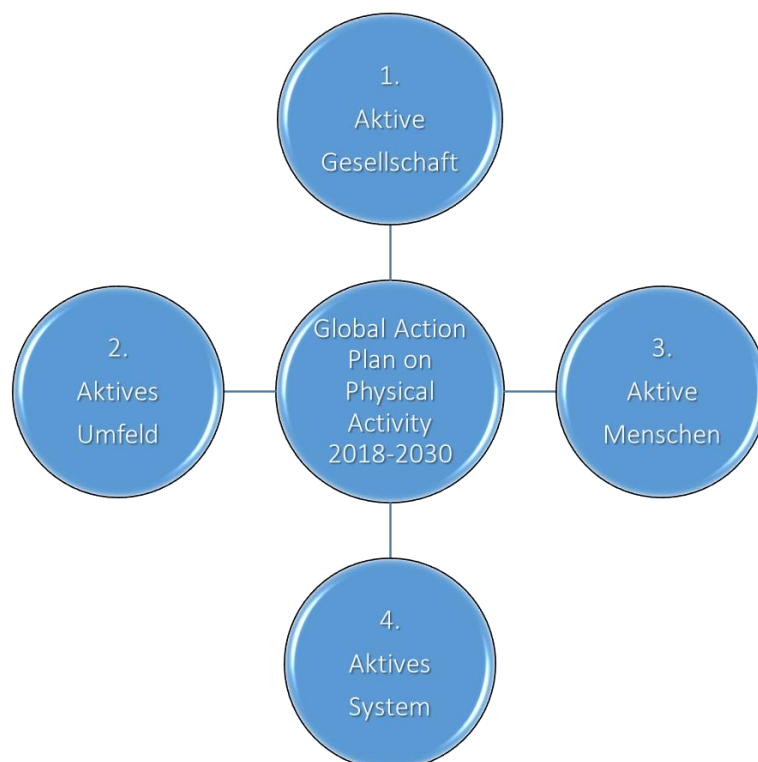 1.
Aktive
Gesellschaft
Global Action
Plan on
Physical
Activity
2018-2030
2.
Aktives
Umfeld
3.
Aktive
Menschen
4.
Aktives
System